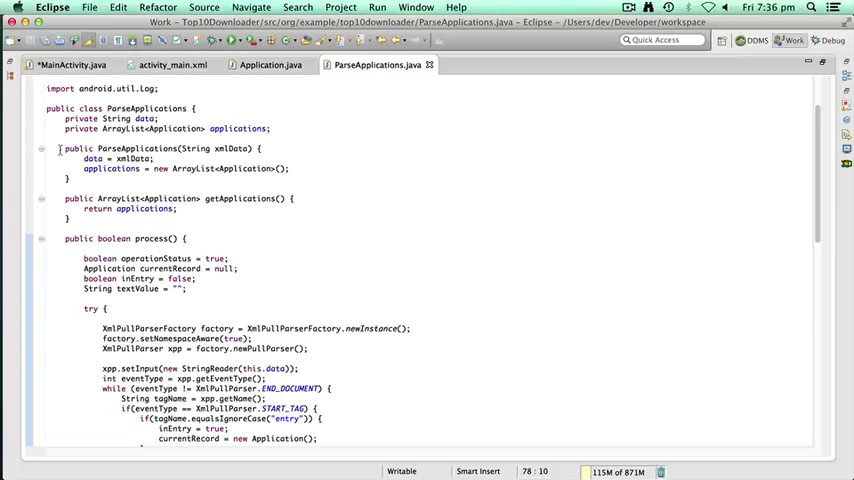 Eclipse File Edit Refactor Source Navigate Search Project Run Window Help Fri 7:36 pm
Work - Top10Downloader/src/org/example/top10downloader/ParseApplications.java - Eclipse - /Users/dev/Developer/workspace
Quick Access DDMS Work Debug
*MainActivity.java activity_main.xml Application.java ParseApplications.java
import android.util.Log;
public class ParseApplications {
private String data;
private ArrayList<Application> applications;
public ParseApplications(String xmlData) {
data = xmlData;
applications = new ArrayList<Application>();
}
public ArrayList<Application> getApplications() {
return applications;
}
public boolean process() {
boolean operationStatus = true;
Application currentRecord = null;
boolean inEntry = false;
String textValue = "";
try {
XmlPullParserFactory factory = XmlPullParserFactory.newInstance();
factory.setNamespaceAware(true);
XmlPullParser xpp = factory.newPullParser();
xpp.setInput(new StringReader(this.data));
int eventType = xpp.getEventType();
while (eventType != XmlPullParser.END_DOCUMENT) {
String tagName = xpp.getName();
if(eventType == XmlPullParser.START_TAG) {
if(tagName.equalsIgnoreCase("entry")) {
inEntry = true;
currentRecord = new Application();
Writable Smart Insert 78 : 10 115M of 871M